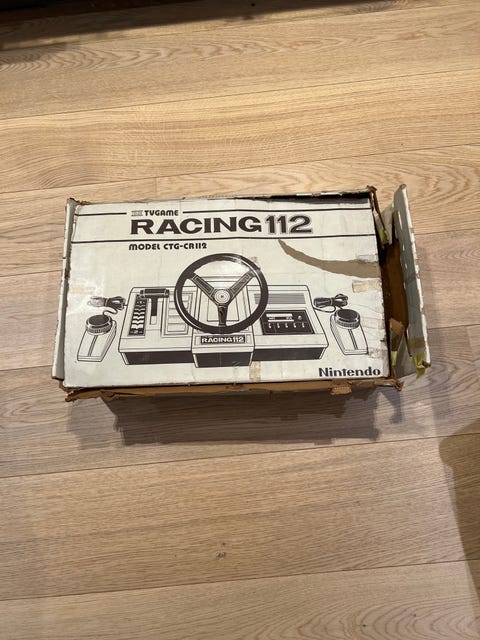 TVGAME
RACING 112
MODEL CTG-CR112
RACING 112
Nintendo